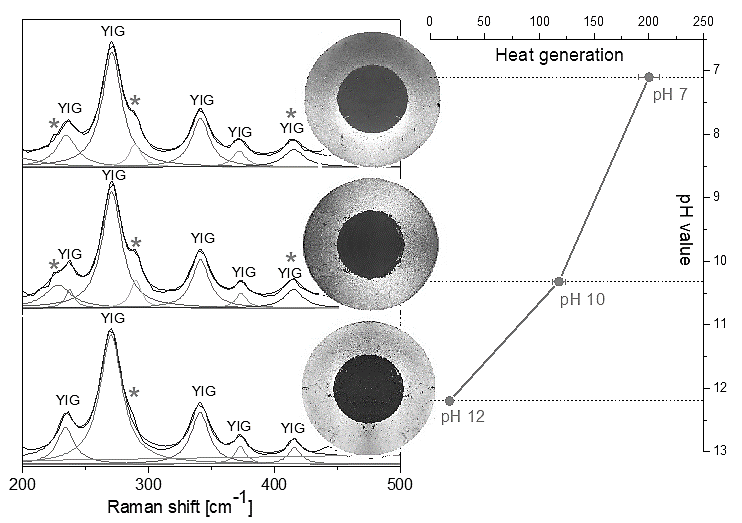 0 50 100 150 200 250
Heat generation
YIG
* YIG * YIG * YIG YIG
pH 7
7
8
9
10
11
12
13
pH value
YIG
* YIG * YIG * YIG YIG
pH 10
YIG
YIG * YIG YIG YIG
pH 12
200 300 400 500
Raman shift [cm-1]